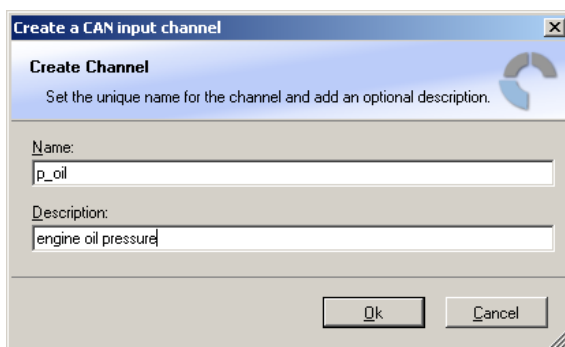 Create a CAN input channel
Create Channel
Set the unique name for the channel and add an optional description.
Name:
p_oil
Description:
engine oil pressure
Ok Cancel